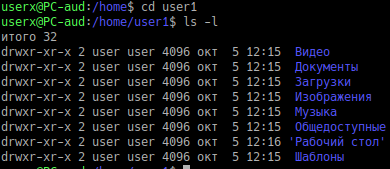 userx@PC-aud:/home$ cd user1
userx@PC-aud:/home/user1$ ls -l
итого 32
drwxr-xr-x 2 user user 4096 окт  5 12:15  Видео
drwxr-xr-x 2 user user 4096 окт  5 12:15  Документы
drwxr-xr-x 2 user user 4096 окт  5 12:15  Загрузки
drwxr-xr-x 2 user user 4096 окт  5 12:15  Изображения
drwxr-xr-x 2 user user 4096 окт  5 12:15  Музыка
drwxr-xr-x 2 user user 4096 окт  5 12:15  Общедоступные
drwxr-xr-x 2 user user 4096 окт  5 12:16 'Рабочий стол'
drwxr-xr-x 2 user user 4096 окт  5 12:15  Шаблоны
userx@PC-aud:/home/user1$